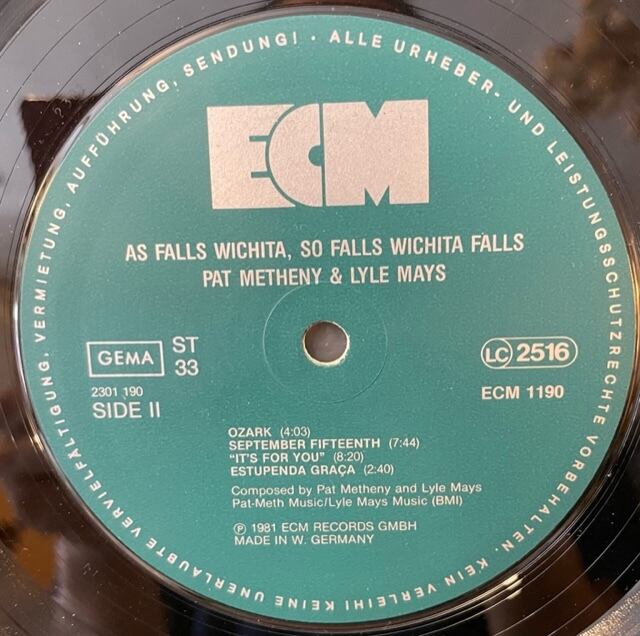 ALLE URHEBER- UND LEISTUNGSSCHUTZRECHTE VORBEHALTEN. KEIN VERLEIH! KEINE UNERLAUBTE VERVIELFÄLTIGUNG, VERMIETUNG, AUFFÜHRUNG, SENDUNG! ·
ECM
AS FALLS WICHITA, SO FALLS WICHITA FALLS
PAT METHENY & LYLE MAYS
GEMA
ST
33
LC 2516
2301 190
SIDE II
ECM 1190
OZARK (4:03)
SEPTEMBER FIFTEENTH (7:44)
"IT'S FOR YOU" (8:20)
ESTUPENDA GRAÇA (2:40)
Composed by Pat Metheny and Lyle Mays
Pat-Meth Music/Lyle Mays Music (BMI)
℗ 1981 ECM RECORDS GMBH
MADE IN W. GERMANY